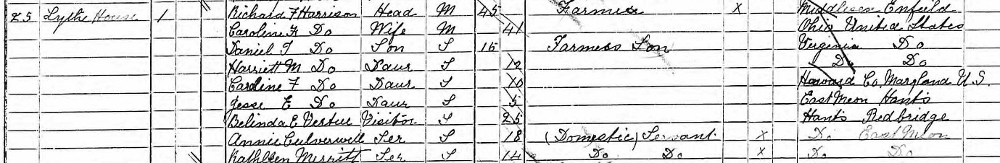 25 Lythe House 1 Richard F Harrison Head M 45 Farmer X Middlesex Enfield
Caroline F Do Wife M 41 Ohio United States
Daniel T Do Son S 15 Farmers Son Virginia Do
Harriett M Do Daur S 12 Do Do
Caroline F Do Daur S 10 Howard Co. Maryland U.S.
Jesse E Do Daur S 5 East Meon Hants
Belinda E Vertue Visitor S 25 Hants Redbridge
Annie Culverwell Ser S 18 (Domestic) Servant X Do East Meon
Kathleen Merritt Ser S 14 Do Do X Do Do